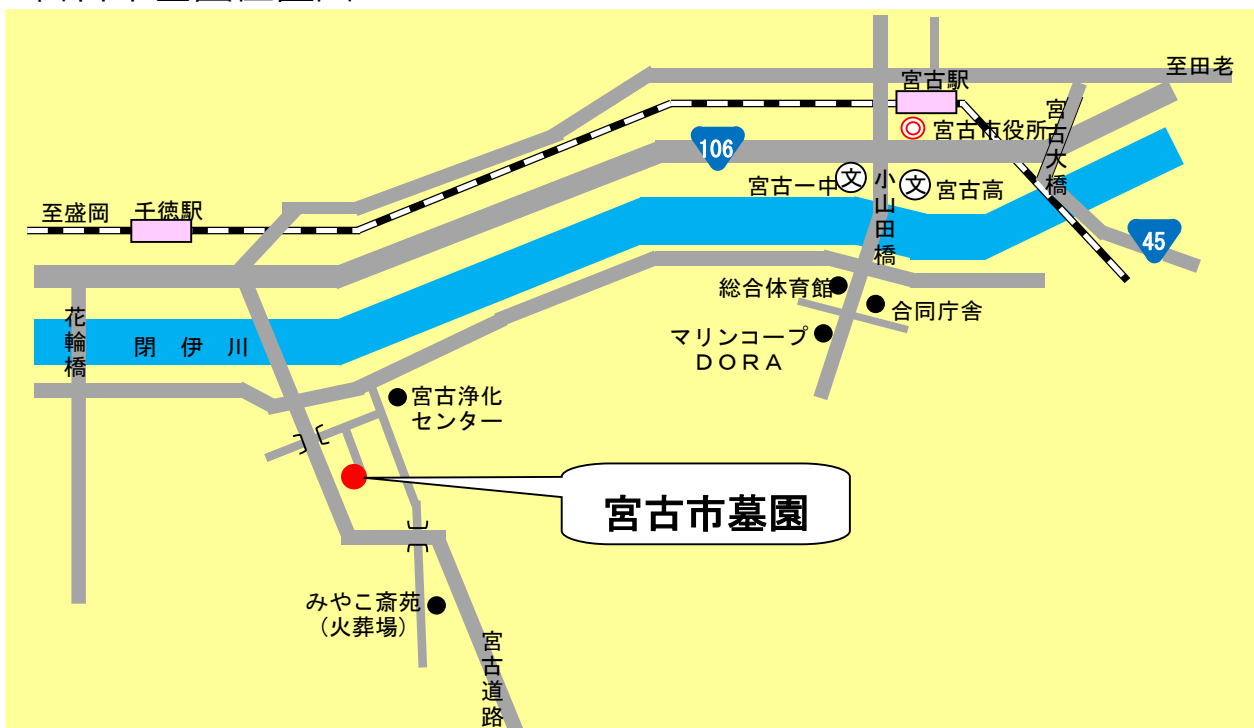 至田老
宮古駅
宮古市役所
宮古大橋
106
宮古一中
文
小山田橋
文
宮古高
至盛岡
千徳駅
45
総合体育館
合同庁舎
花輪橋
閉伊川
マリンコープ
DORA
宮古浄化
センター
宮古市墓園
みやこ斎苑
(火葬場)
宮古道路